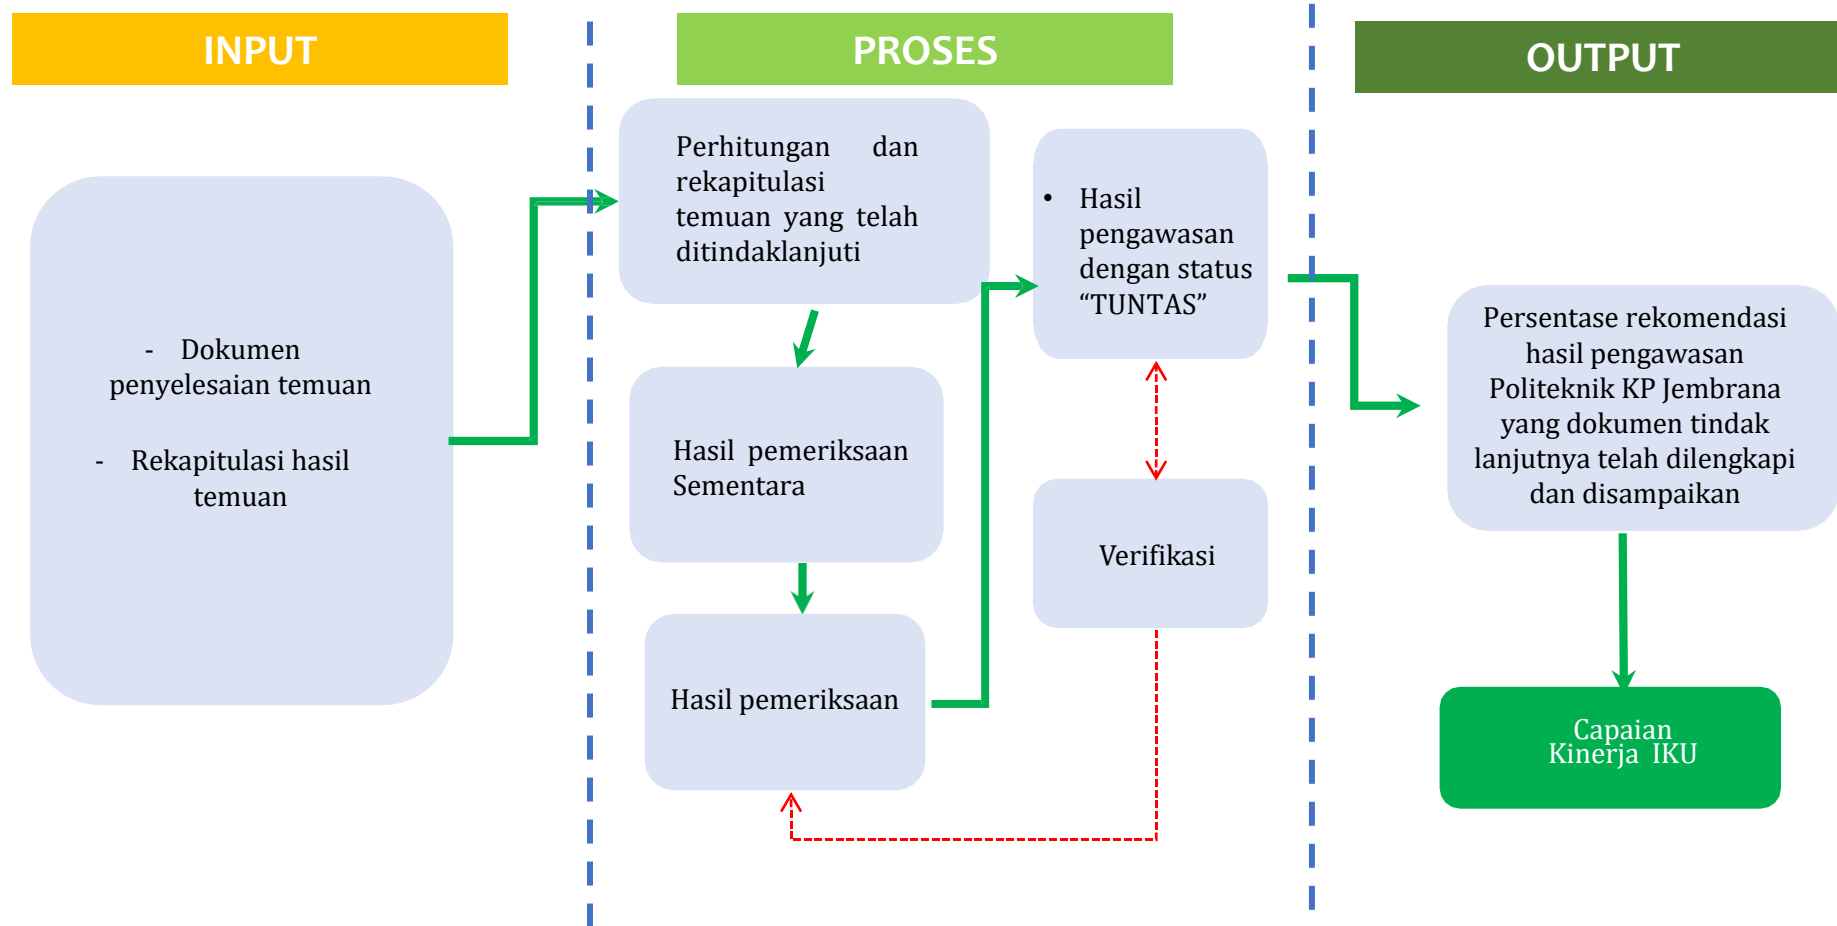 INPUT
PROSES
OUTPUT
- Dokumen
penyelesaian temuan
- Rekapitulasi hasil
temuan
Perhitungan dan
rekapitulasi
temuan yang telah
ditindaklanjuti
Hasil pemeriksaan
Sementara
Hasil pemeriksaan
• Hasil
pengawasan
dengan status
“TUNTAS”
Verifikasi
Persentase rekomendasi
hasil pengawasan
Politeknik KP Jembrana
yang dokumen tindak
lanjutnya telah dilengkapi
dan disampaikan
Capaian
Kinerja IKU